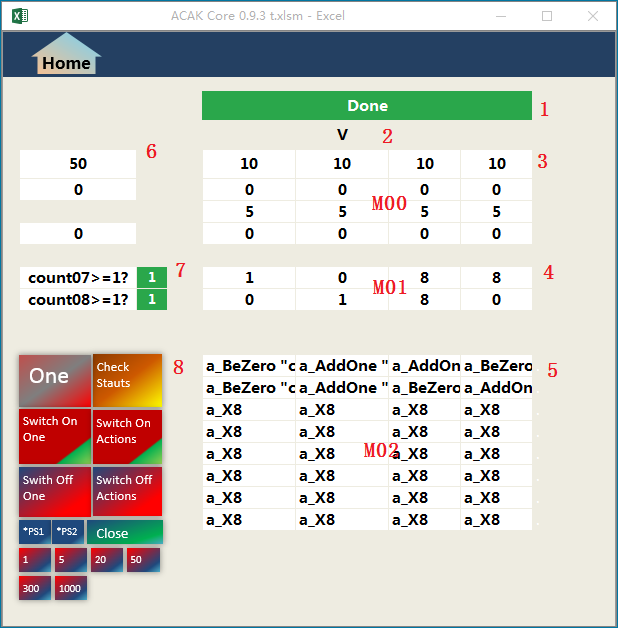 ACAK Core 0.9.3 t.xlsm - Excel
Home
Done 1
V 2
6
50 10 10 10 10 3
0 0 0 0 0
M00
5 5 5 5
0 0 0 0 0
7
count07>=1? 1 1 0 8 8 4
M01
count08>=1? 1 0 1 8 0
8
One Check Stauts
a_BeZero "c a_AddOne " a_AddOn a_BeZero 5
a_BeZero "c a_AddOne " a_BeZero a_AddOn
Switch On One Switch On Actions
a_X8 a_X8 a_X8 a_X8
a_X8 a_X8 a_X8 a_X8
M02
a_X8 a_X8 a_X8 a_X8
Swith Off One Switch Off Actions
a_X8 a_X8 a_X8 a_X8
a_X8 a_X8 a_X8 a_X8
a_X8 a_X8 a_X8 a_X8
*PS1 *PS2 Close
1 5 20 50
300 1000